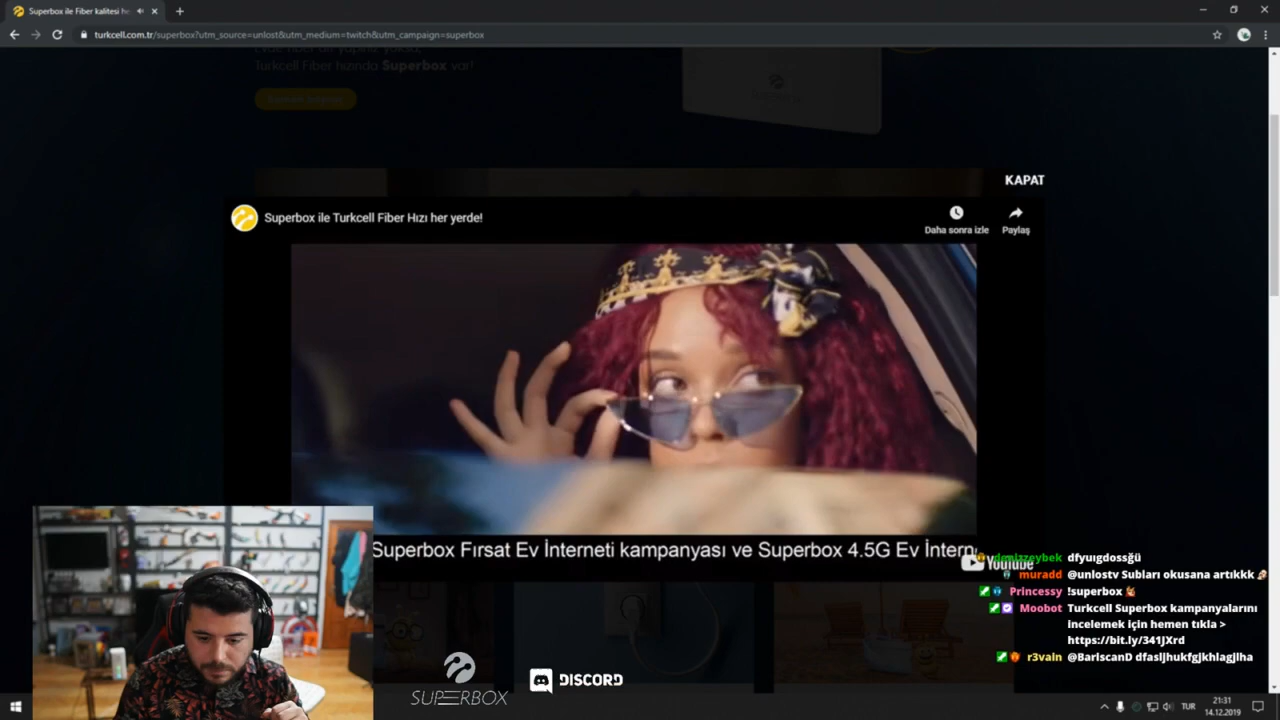 Superbox ile Fiber kalitesi he
turkcell.com.tr/superbox?utm_source=unlost&utm_medium=twitch&utm_campaign=superbox
Turkcell Fiber hızında Superbox var!
KAPAT
Superbox ile Turkcell Fiber Hızı her yerde!
Daha sonra izle
Paylaş
Superbox Fırsat Ev İnterneti kampanyası ve Superbox 4.5G Ev İntern
YouTube
denizzeybek dfyuıgdossğü
muradd @unlostv Subları okusana artıkkk
Princessy !superbox
Moobot Turkcell Superbox kampanyalarını
incelemek için hemen tıkla >
https://bit.ly/341JXrd
r3valn @BarIscanD dfasljhukfgjkhlagjlha
SUPERBOX
DISCORD
TUR
21:31
14.12.2019